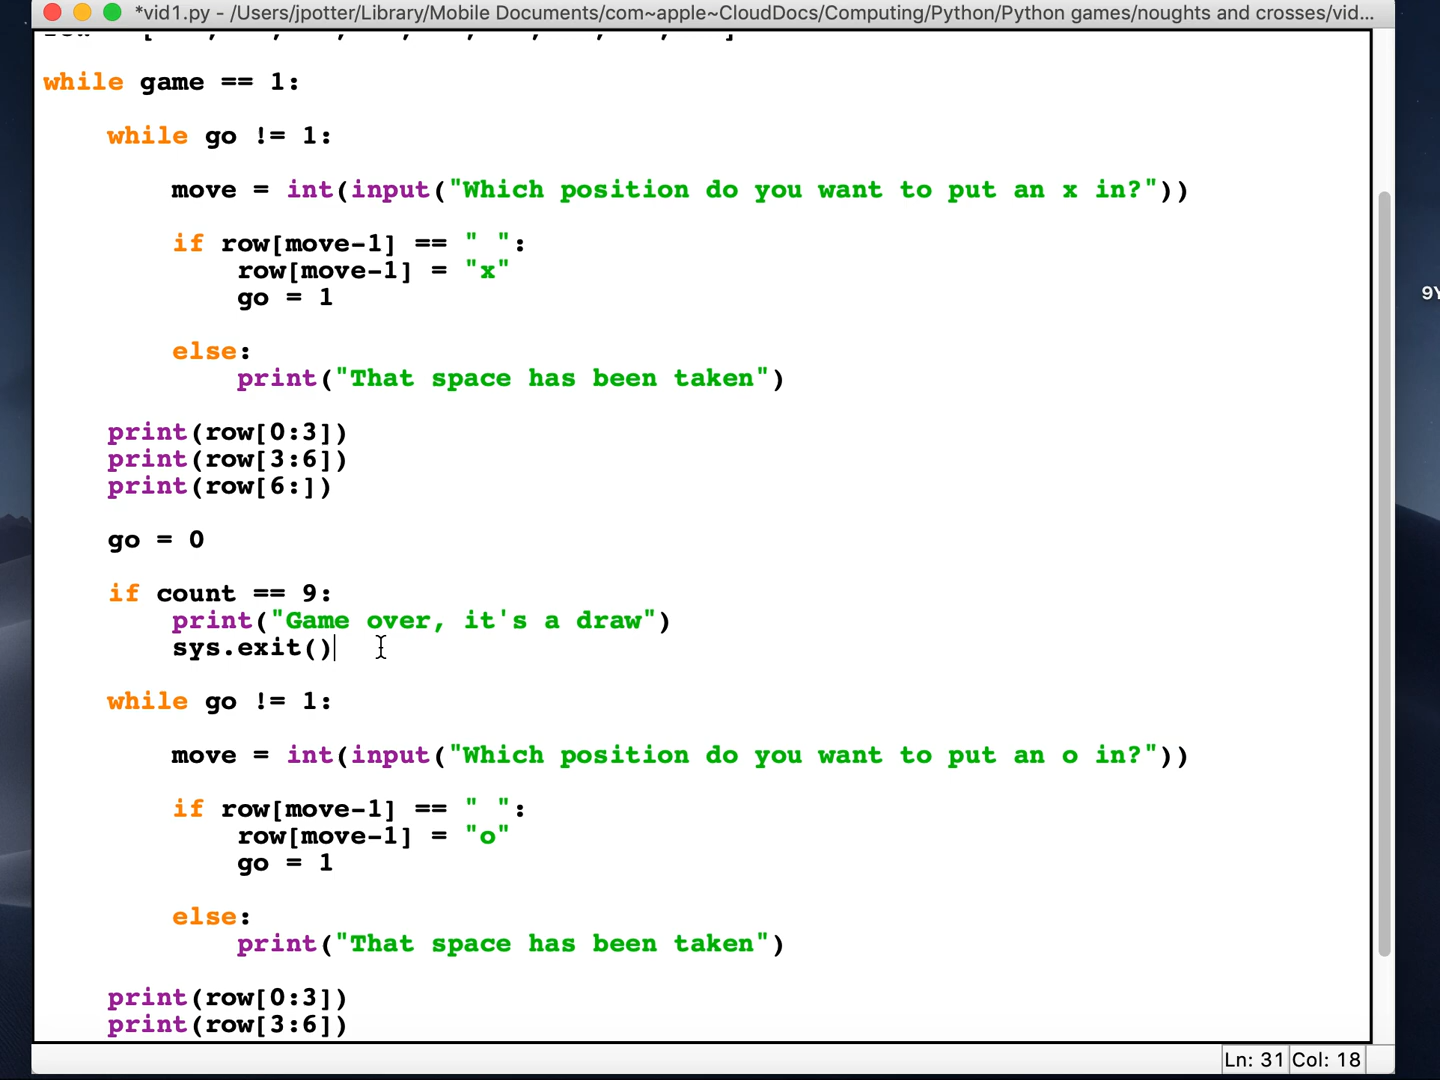 *vid1.py - /Users/jpotter/Library/Mobile Documents/com~apple~CloudDocs/Computing/Python/Python games/noughts and crosses/vid...
while game == 1:
while go != 1:
move = int(input("Which position do you want to put an x in?"))
if row[move-1] == " ":
row[move-1] = "x"
go = 1
else:
print("That space has been taken")
print(row[0:3])
print(row[3:6])
print(row[6:])
go = 0
if count == 9:
print("Game over, it's a draw")
sys.exit()
while go != 1:
move = int(input("Which position do you want to put an o in?"))
if row[move-1] == " ":
row[move-1] = "o"
go = 1
else:
print("That space has been taken")
print(row[0:3])
print(row[3:6])
Ln: 31 Col: 18